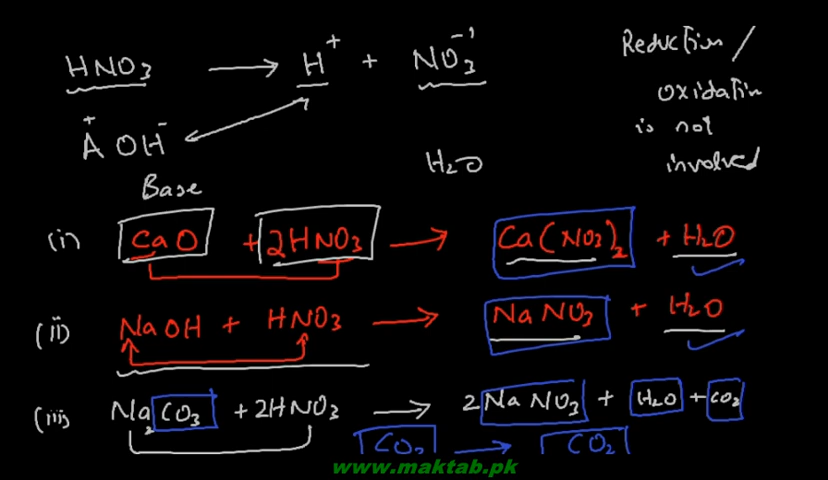 HNO3 → H+ + NO3-1
Reduction /
oxidation
is not
involved
A+ OH-
H2O
Base
(i) CaO + 2HNO3 → Ca(NO3)2 + H2O
(ii) NaOH + HNO3 → NaNO3 + H2O
(iii) Na2CO3 + 2HNO3 → 2NaNO3 + H2O + CO2
CO3 → CO2
www.maktab.pk